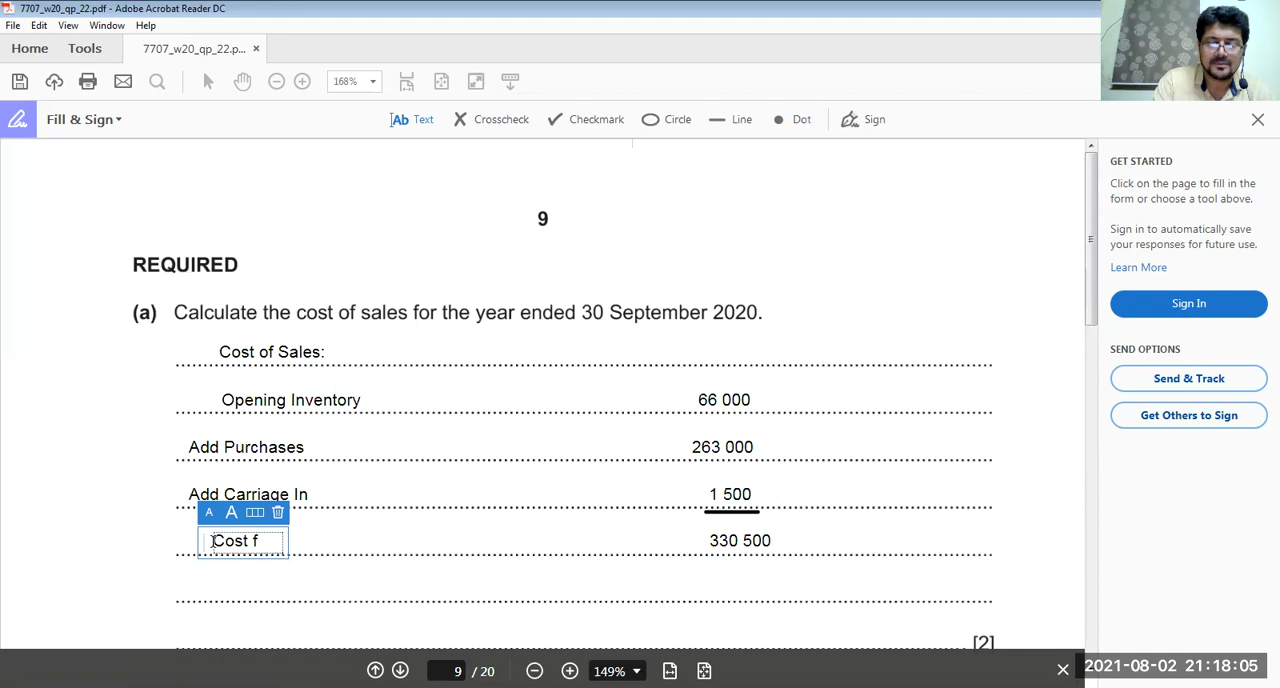 7707_w20_qp_22.pdf - Adobe Acrobat Reader DC
File Edit View Window Help
Home Tools 7707_w20_qp_22.p... ×
168%
Fill & Sign
Ab Text Crosscheck Checkmark Circle Line Dot Sign
9
REQUIRED
(a) Calculate the cost of sales for the year ended 30 September 2020.
Cost of Sales:
Opening Inventory 66 000
Add Purchases 263 000
Add Carriage In 1 500
A A
Cost f 330 500
[2]
GET STARTED
Click on the page to fill in the
form or choose a tool above.
Sign in to automatically save
your responses for future use.
Learn More
Sign In
SEND OPTIONS
Send & Track
Get Others to Sign
9 / 20 149%
2021-08-02 21:18:05